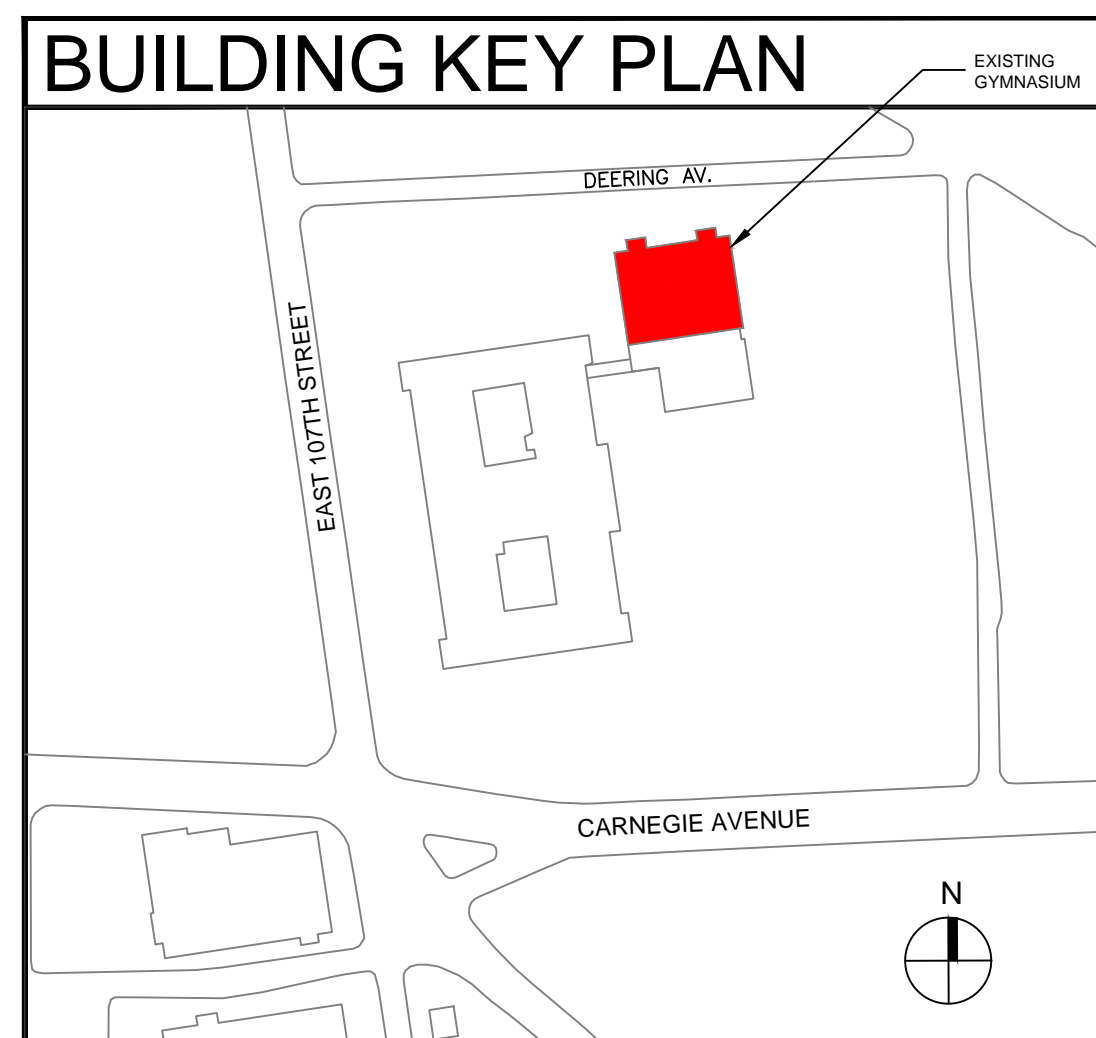 BUILDING KEY PLAN
EXISTING
GYMNASIUM
DEERING AV.
EAST 107TH STREET
CARNEGIE AVENUE
N